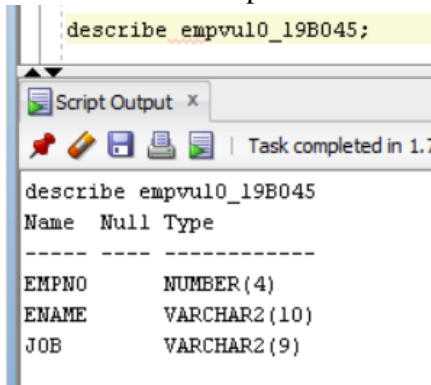 describe empvu10_19B045;
Script Output x
Task completed in 1.7
describe empvu10_19B045
Name Null Type
----- ---- ------------
EMPNO NUMBER(4)
ENAME VARCHAR2(10)
JOB VARCHAR2(9)